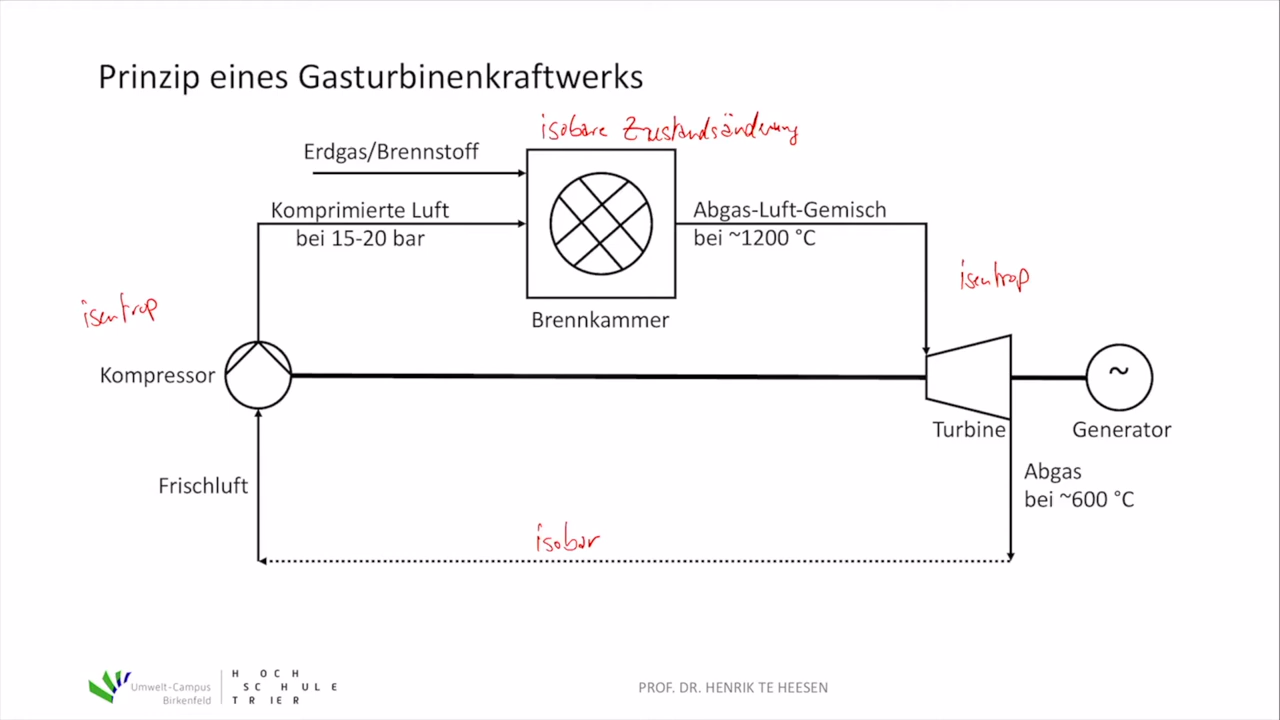 Prinzip eines Gasturbinenkraftwerks
isobare Zustandsänderung
Erdgas/Brennstoff
Komprimierte Luft
bei 15-20 bar
Abgas-Luft-Gemisch
bei ~1200 °C
isentrop
isentrop
Brennkammer
Kompressor
~
Turbine
Generator
Frischluft
Abgas
bei ~600 °C
isobar
Umwelt-Campus
Birkenfeld
HOCH
SCHULE
TRIER
PROF. DR. HENRIK TE HEESEN